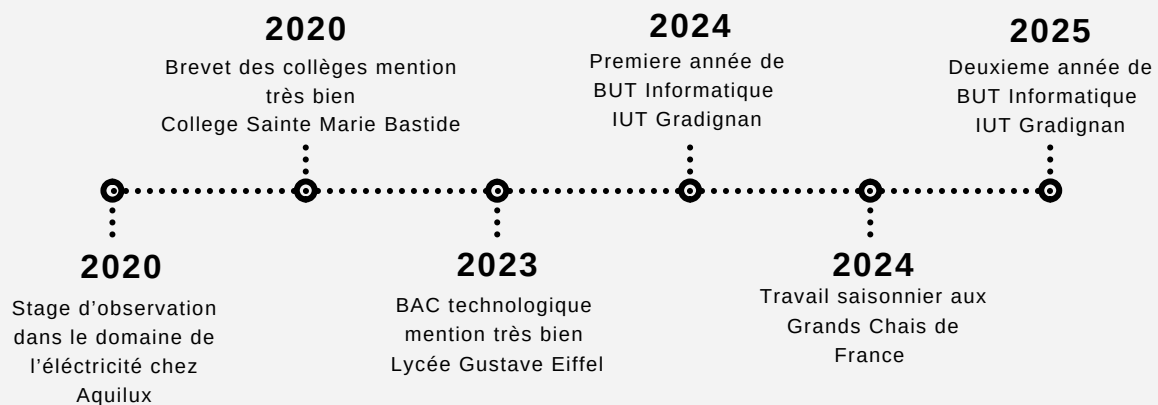 2020
Brevet des collèges mention
très bien
College Sainte Marie Bastide
2024
Premiere année de
BUT Informatique
IUT Gradignan
2025
Deuxieme année de
BUT Informatique
IUT Gradignan
2020
Stage d’observation
dans le domaine de
l’éléctricité chez
Aquilux
2023
BAC technologique
mention très bien
Lycée Gustave Eiffel
2024
Travail saisonnier aux
Grands Chais de
France